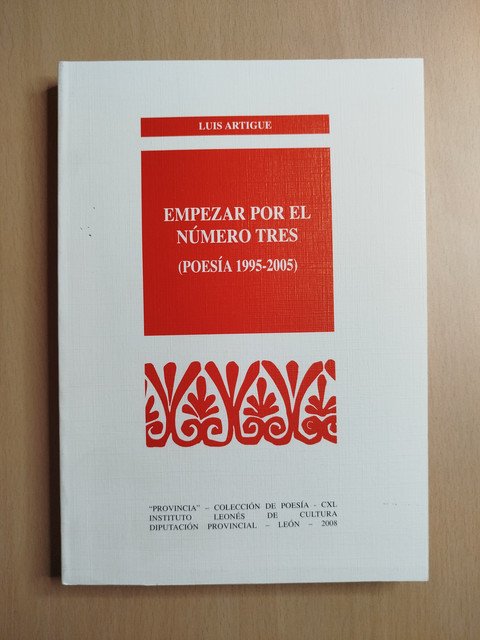 LUIS ARTIGUE
EMPEZAR POR EL
NÚMERO TRES
(POESÍA 1995-2005)
"PROVINCIA" – COLECCIÓN DE POESÍA - CXL
INSTITUTO LEONÉS DE CULTURA
DIPUTACIÓN PROVINCIAL – LEÓN – 2008